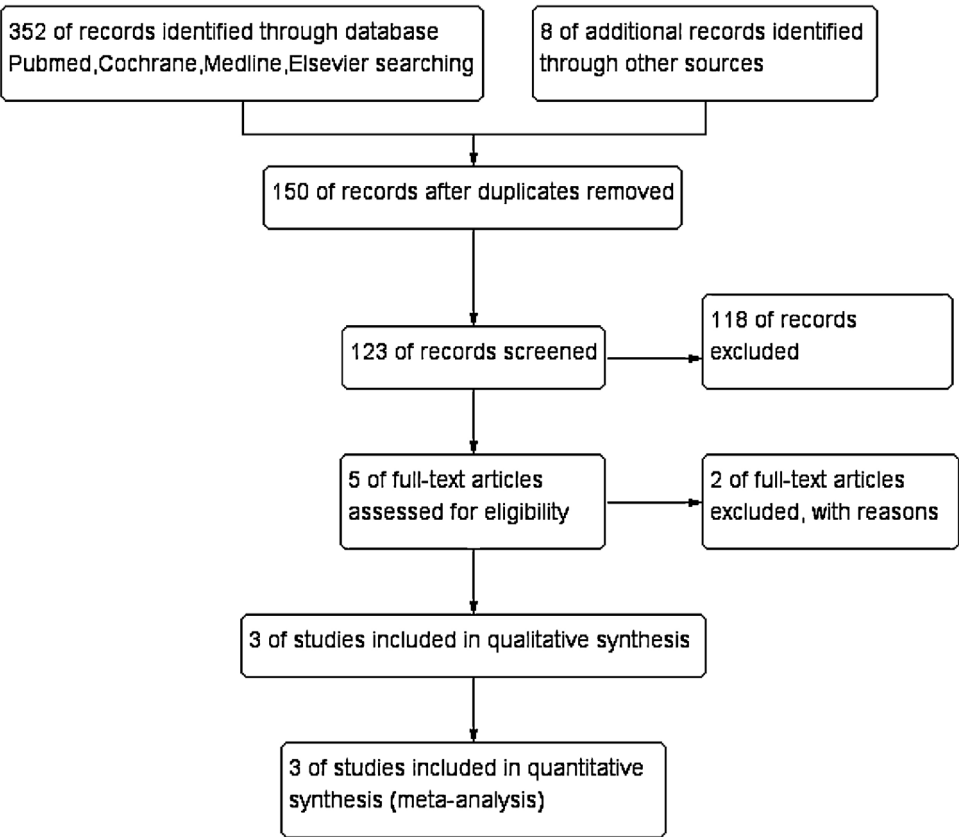 352 of records identified through database
Pubmed,Cochrane,Medline,Elsevier searching
8 of additional records identified
through other sources
150 of records after duplicates removed
123 of records screened
118 of records
excluded
5 of full-text articles
assessed for eligibility
2 of full-text articles
excluded, with reasons
3 of studies included in qualitative synthesis
3 of studies included in quantitative
synthesis (meta-analysis)